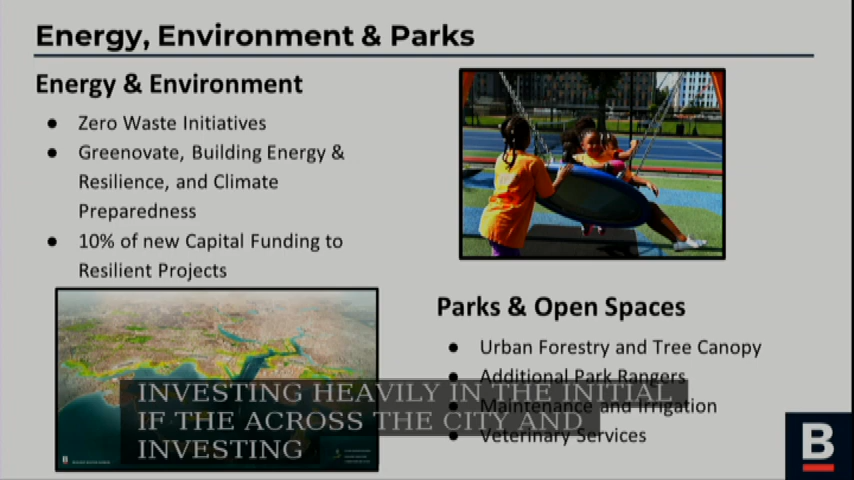 Energy, Environment & Parks
Energy & Environment
● Zero Waste Initiatives
● Greenovate, Building Energy &
Resilience, and Climate
Preparedness
● 10% of new Capital Funding to
Resilient Projects
Parks & Open Spaces
● Urban Forestry and Tree Canopy
● Additional Park Rangers
● Maintenance and Irrigation
● Veterinary Services
INVESTING HEAVILY IN THE INITIAL
IF THE ACROSS THE CITY AND
INVESTING
B